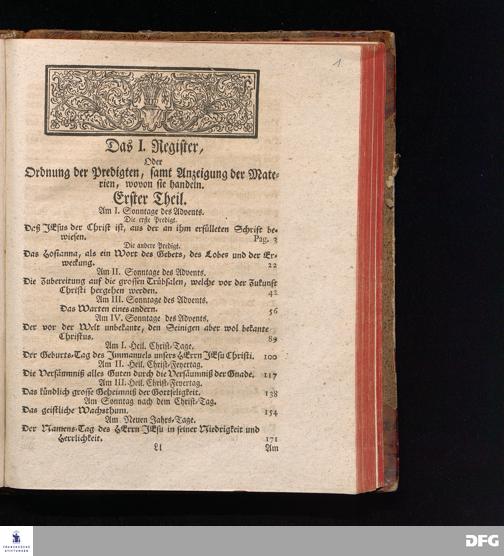 1
Das I. Register,
Oder
Ordnung der Predigten, samt Anzeigung der Mate-
rien, wovon sie handeln.
Erster Theil.
Am I. Sonntage des Advents.
Die erste Predigt.
Daß JEsus der Christ ist, aus der an ihm erfülleten Schrift be-
wiesen. Pag. 3
Die andere Predigt.
Das Hosianna, als ein Wort des Gebets, des Lobes und der Er-
weckung. 22
Am II. Sonntage des Advents.
Die Zubereitung auf die grossen Trübsalen, welche vor der Zukunft
Christi hergehen werden. 42
Am III. Sonntage des Advents.
Das Warten eines andern. 56
Am IV. Sonntage des Advents.
Der vor der Welt unbekante, den Seinigen aber wol bekante
Christus. 89
Am I. Heil. Christ-Tage.
Der Geburts-Tag des Immanuels unsers HErrn JEsu Christi. 100
Am II. Heil. Christ-Feyertag.
Die Versäumniß alles Guten durch die Versäumniß der Gnade. 117
Am III. Heil. Christ-Feyertag.
Das kündlich grosse Geheimniß der Gottseligkeit. 138
Am Sonntag nach dem Christ-Tag.
Das geistliche Wachsthum. 154
Am Neuen Jahrs-Tage.
Der Namens-Tag des HErrn JEsu in seiner Niedrigkeit und
Herrlichkeit. 171
Ll Am
FRANCKESCHE
STIFTUNGEN
DFG